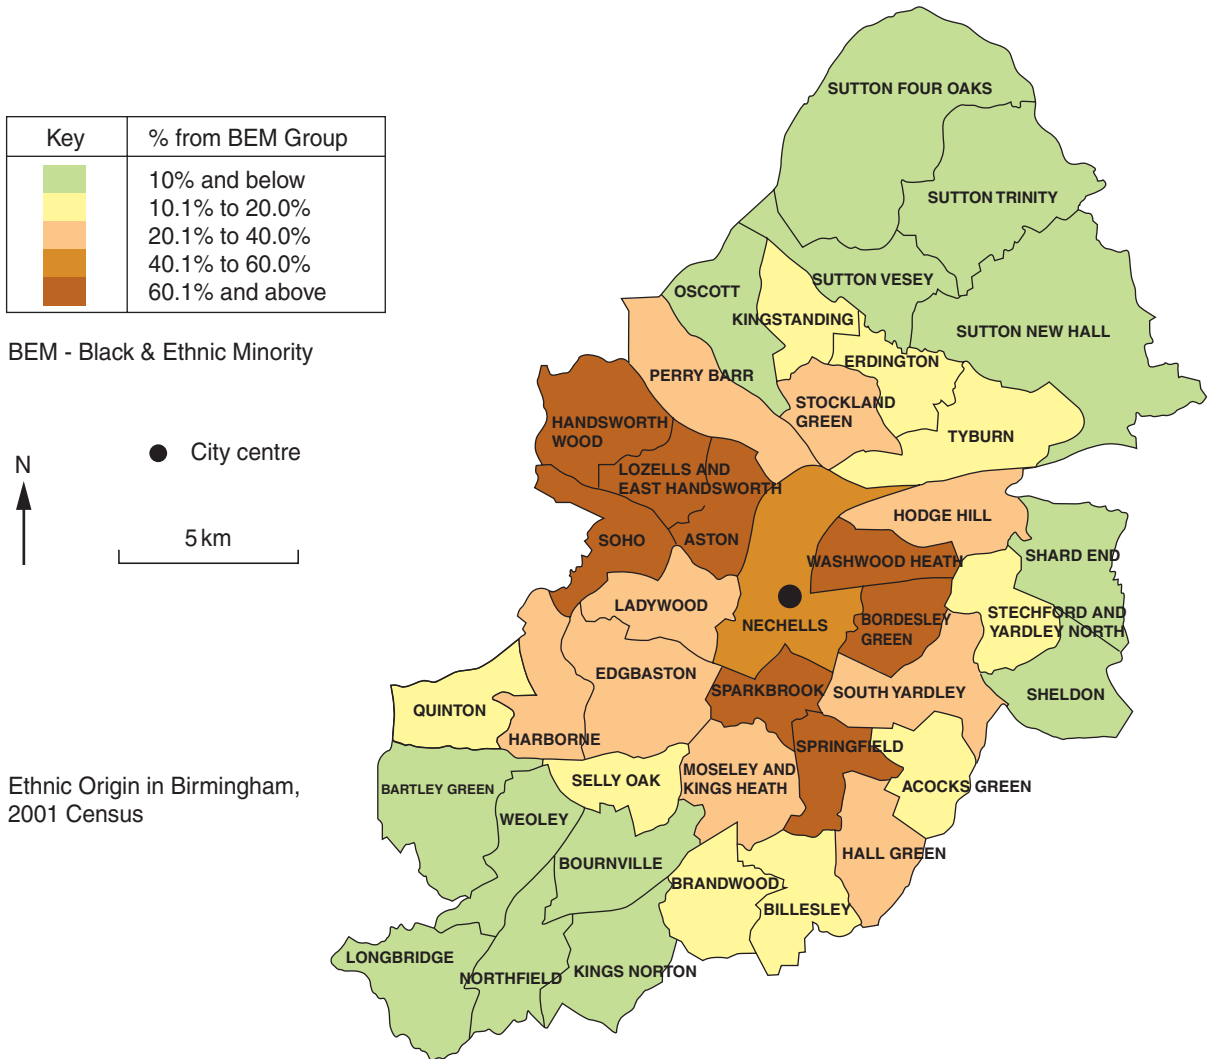 Key
% from BEM Group
10% and below
10.1% to 20.0%
20.1% to 40.0%
40.1% to 60.0%
60.1% and above
BEM - Black & Ethnic Minority
City centre
N
5 km
Ethnic Origin in Birmingham,
2001 Census
SUTTON FOUR OAKS
SUTTON TRINITY
SUTTON VESEY
OSCOTT
KINGSTANDING
SUTTON NEW HALL
ERDINGTON
PERRY BARR
STOCKLAND
GREEN
HANDSWORTH
WOOD
TYBURN
LOZELLS AND
EAST HANDSWORTH
HODGE HILL
SOHO
ASTON
WASHWOOD HEATH
SHARD END
LADYWOOD
NECHELLS
BORDESLEY
GREEN
STECHFORD AND
YARDLEY NORTH
EDGBASTON
SPARKBROOK
SOUTH YARDLEY
SHELDON
QUINTON
HARBORNE
SPRINGFIELD
SELLY OAK
MOSELEY AND
KINGS HEATH
ACOCKS GREEN
BARTLEY GREEN
WEOLEY
BOURNVILLE
HALL GREEN
BRANDWOOD
BILLESLEY
LONGBRIDGE
NORTHFIELD
KINGS NORTON